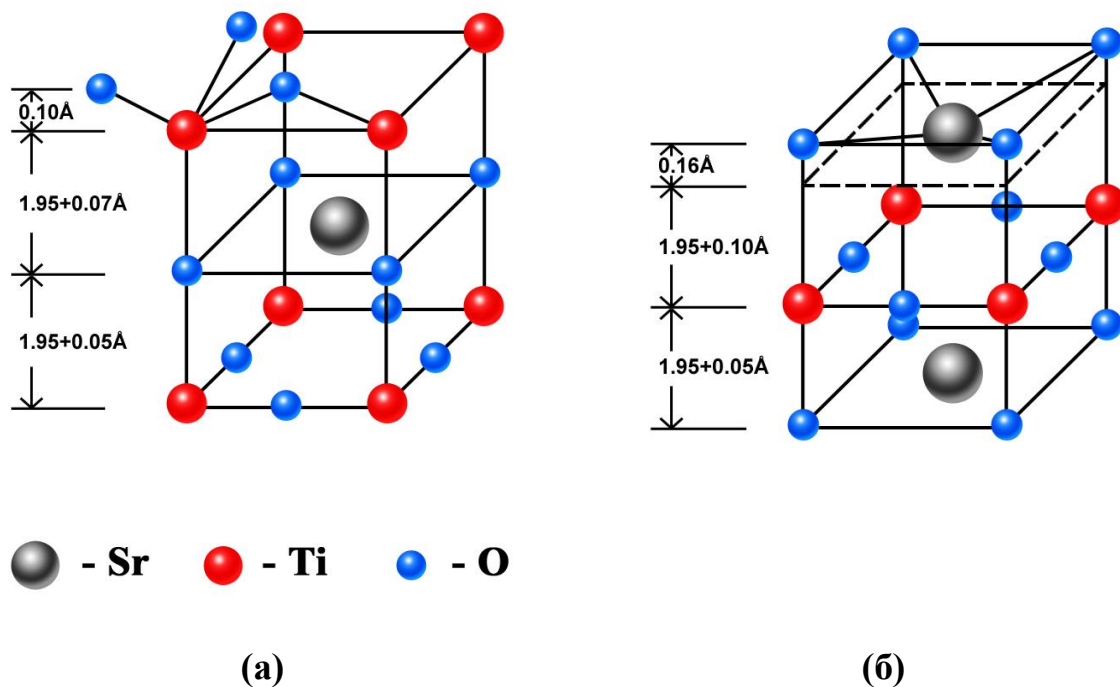 0.10Å
1.95+0.07Å
1.95+0.05Å
0.16Å
1.95+0.10Å
1.95+0.05Å
- Sr - Ti - O
(а) (б)